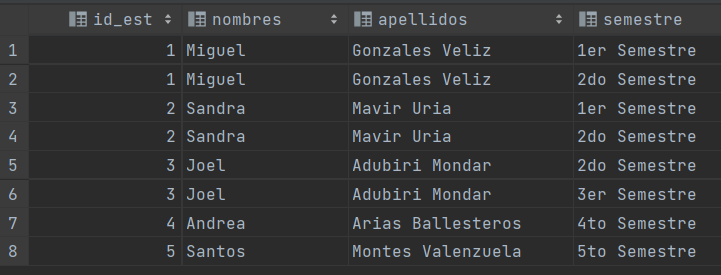 id_est nombres apellidos semestre
1 1 Miguel Gonzales Veliz 1er Semestre
2 1 Miguel Gonzales Veliz 2do Semestre
3 2 Sandra Mavir Uria 1er Semestre
4 2 Sandra Mavir Uria 2do Semestre
5 3 Joel Adubiri Mondar 2do Semestre
6 3 Joel Adubiri Mondar 3er Semestre
7 4 Andrea Arias Ballesteros 4to Semestre
8 5 Santos Montes Valenzuela 5to Semestre